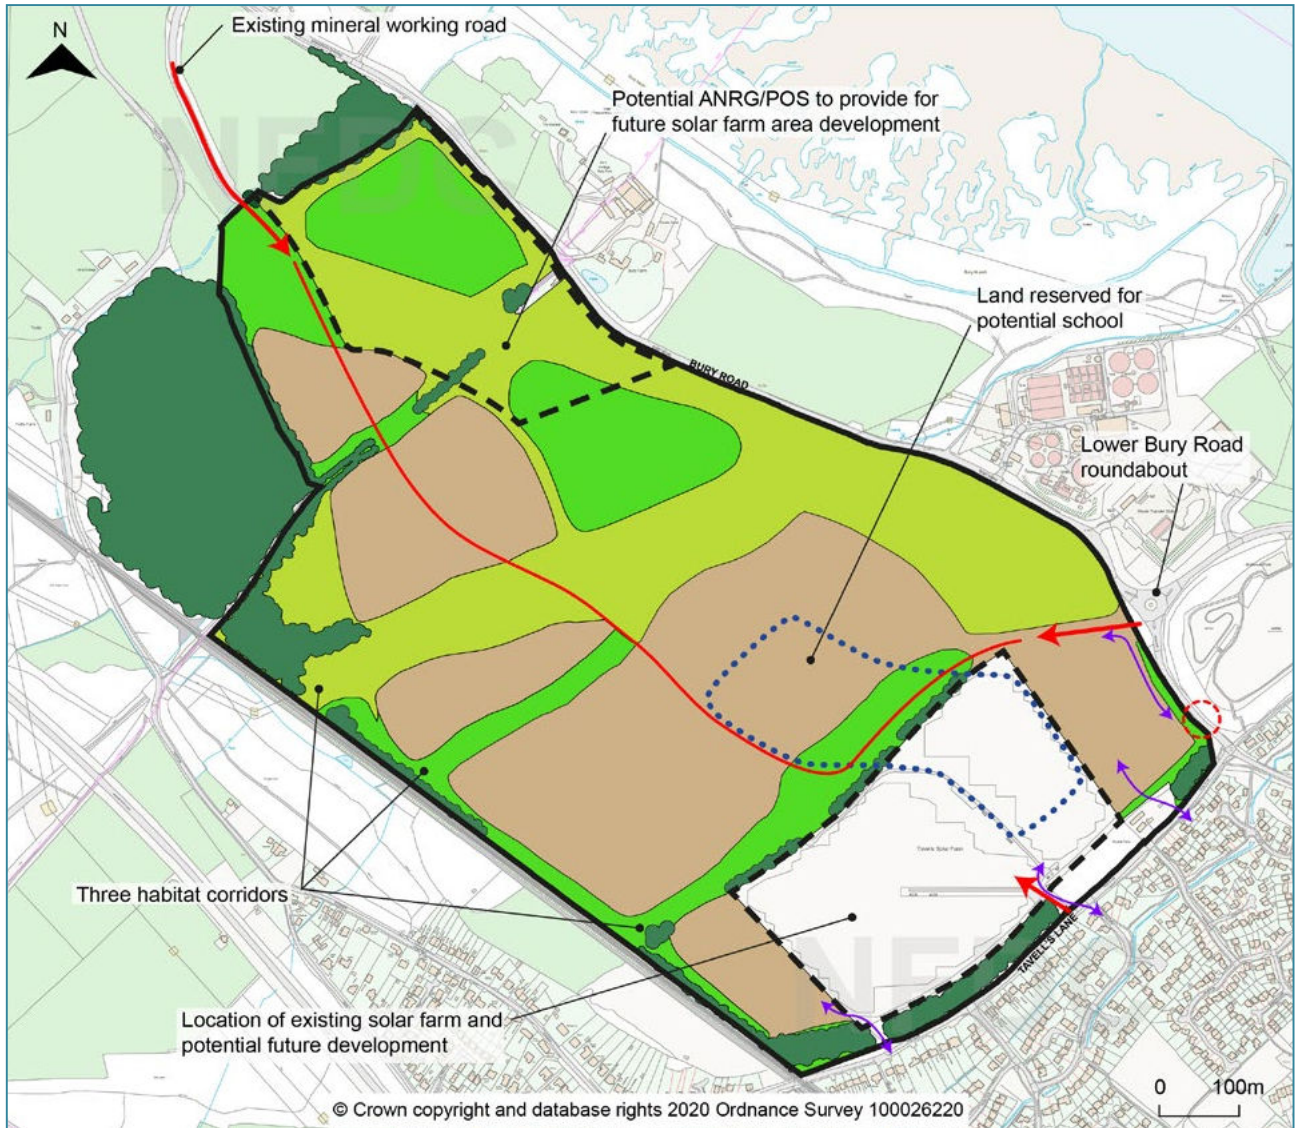 N
Existing mineral working road
Potential ANRG/POS to provide for
future solar farm area development
NFDC
Land reserved for
potential school
BURY ROAD
Lower Bury Road
roundabout
Three habitat corridors
TAVELL'S LANE
Location of existing solar farm and
potential future development
0 100m
© Crown copyright and database rights 2020 Ordnance Survey 100026220